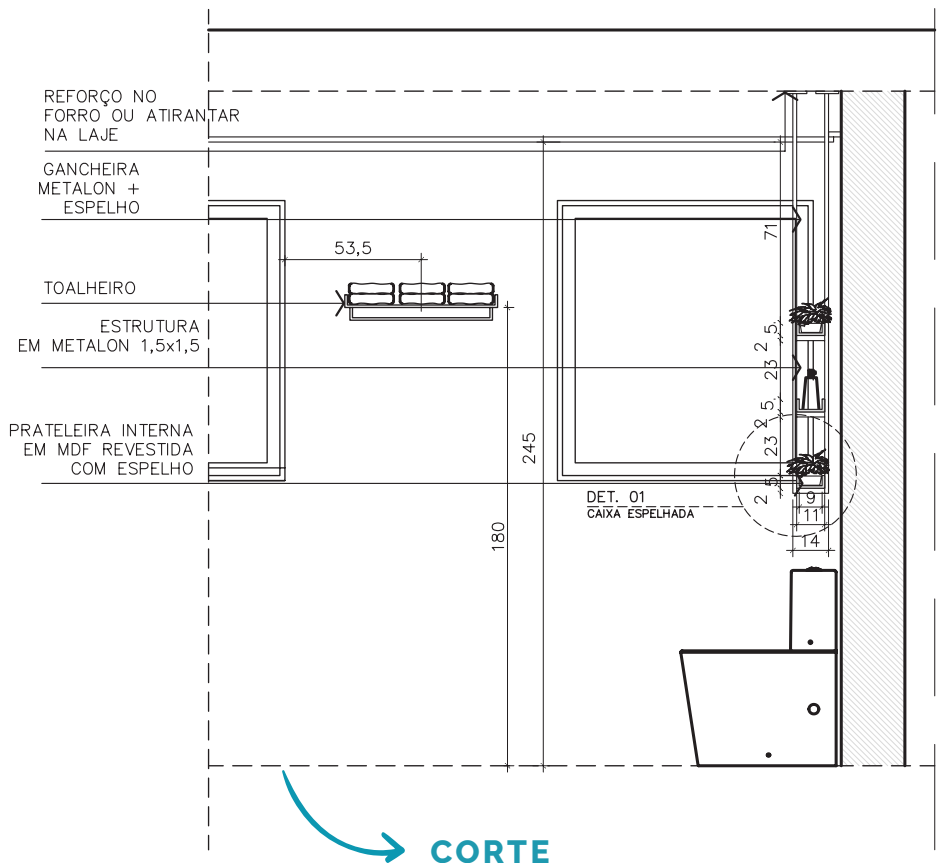 REFORÇO NO
FORRO OU ATIRANTAR
NA LAJE
GANCHEIRA
METALON +
ESPELHO
71
53,5
TOALHEIRO
ESTRUTURA
EM METALON 1,5x1,5
5
2
23
5
2
PRATELEIRA INTERNA
EM MDF REVESTIDA
COM ESPELHO
245
23
5
2
DET. 01
CAIXA ESPELHADA
9
11
14
180
CORTE